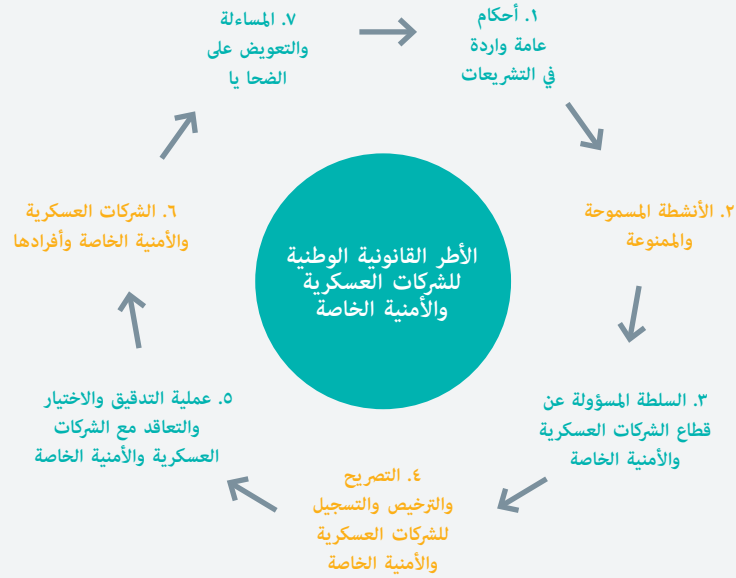 الأطر القانونية الوطنية
للشركات العسكرية
والأمنية الخاصة
١. أحكام
عامة واردة
في التشريعات
٢. الأنشطة المسموحة
والممنوعة
٣. السلطة المسؤولة عن
قطاع الشركات العسكرية
والأمنية الخاصة
٤. التصريح
والترخيص والتسجيل
للشركات العسكرية
والأمنية الخاصة
٥. عملية التدقيق والاختيار
والتعاقد مع الشركات
العسكرية والأمنية الخاصة
٦. الشركات العسكرية
والأمنية الخاصة وأفرادها
٧. المساءلة
والتعويض على
الضحا يا